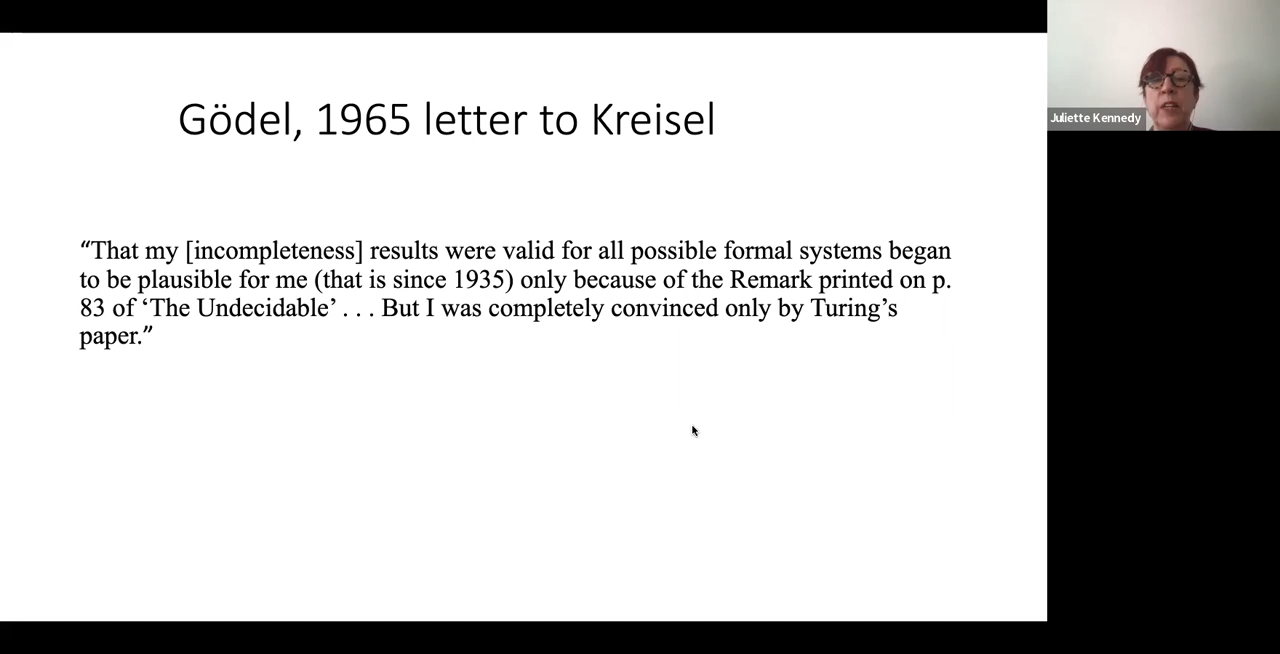 Gödel, 1965 letter to Kreisel
“That my [incompleteness] results were valid for all possible formal systems began
to be plausible for me (that is since 1935) only because of the Remark printed on p.
83 of ‘The Undecidable’ . . . But I was completely convinced only by Turing’s
paper.”
Juliette Kennedy